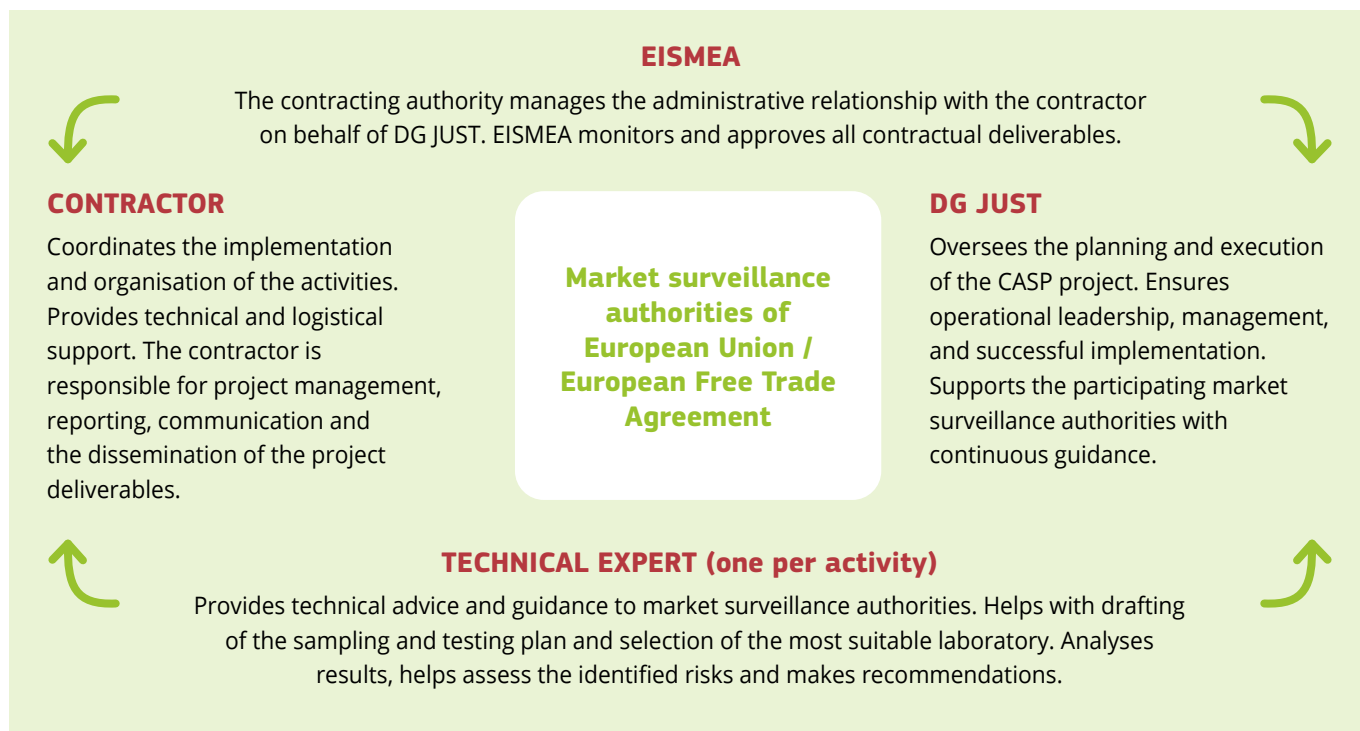 EISMEA
The contracting authority manages the administrative relationship with the contractor
on behalf of DG JUST. EISMEA monitors and approves all contractual deliverables.
CONTRACTOR
Coordinates the implementation
and organisation of the activities.
Provides technical and logistical
support. The contractor is
responsible for project management,
reporting, communication and
the dissemination of the project
deliverables.
Market surveillance
authorities of
European Union /
European Free Trade
Agreement
DG JUST
Oversees the planning and execution
of the CASP project. Ensures
operational leadership, management,
and successful implementation.
Supports the participating market
surveillance authorities with
continuous guidance.
TECHNICAL EXPERT (one per activity)
Provides technical advice and guidance to market surveillance authorities. Helps with drafting
of the sampling and testing plan and selection of the most suitable laboratory. Analyses
results, helps assess the identified risks and makes recommendations.